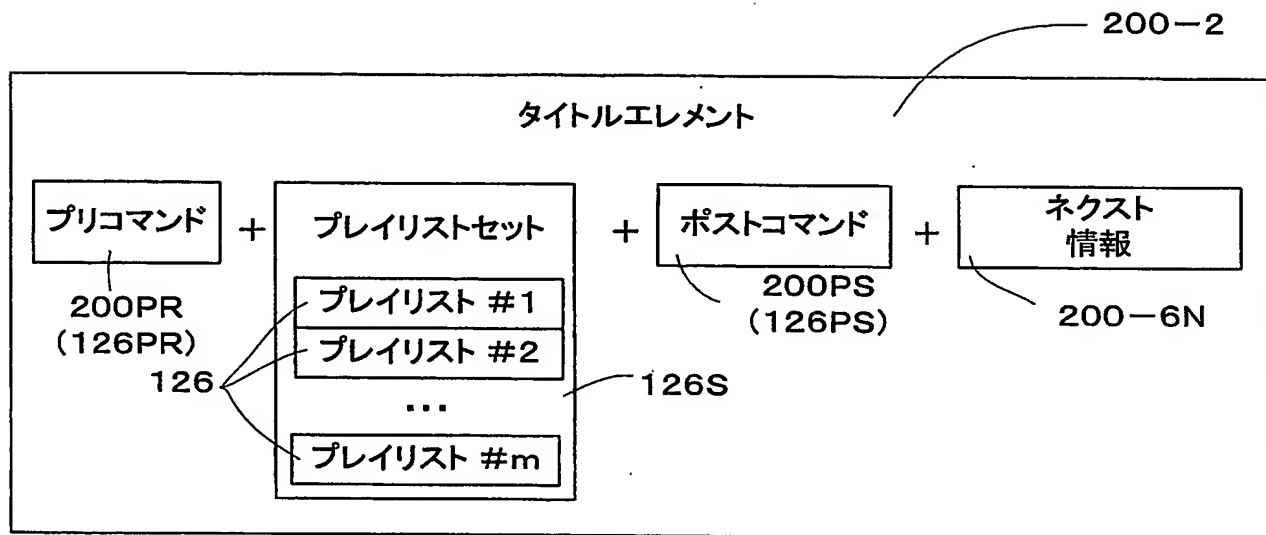 200-2
タイトルエレメント
プリコマンド + プレイリストセット + ポストコマンド + ネクスト
情報
200PR
(126PR)
プレイリスト #1
プレイリスト #2
...
プレイリスト #m
126
126S
200PS
(126PS)
200-6N